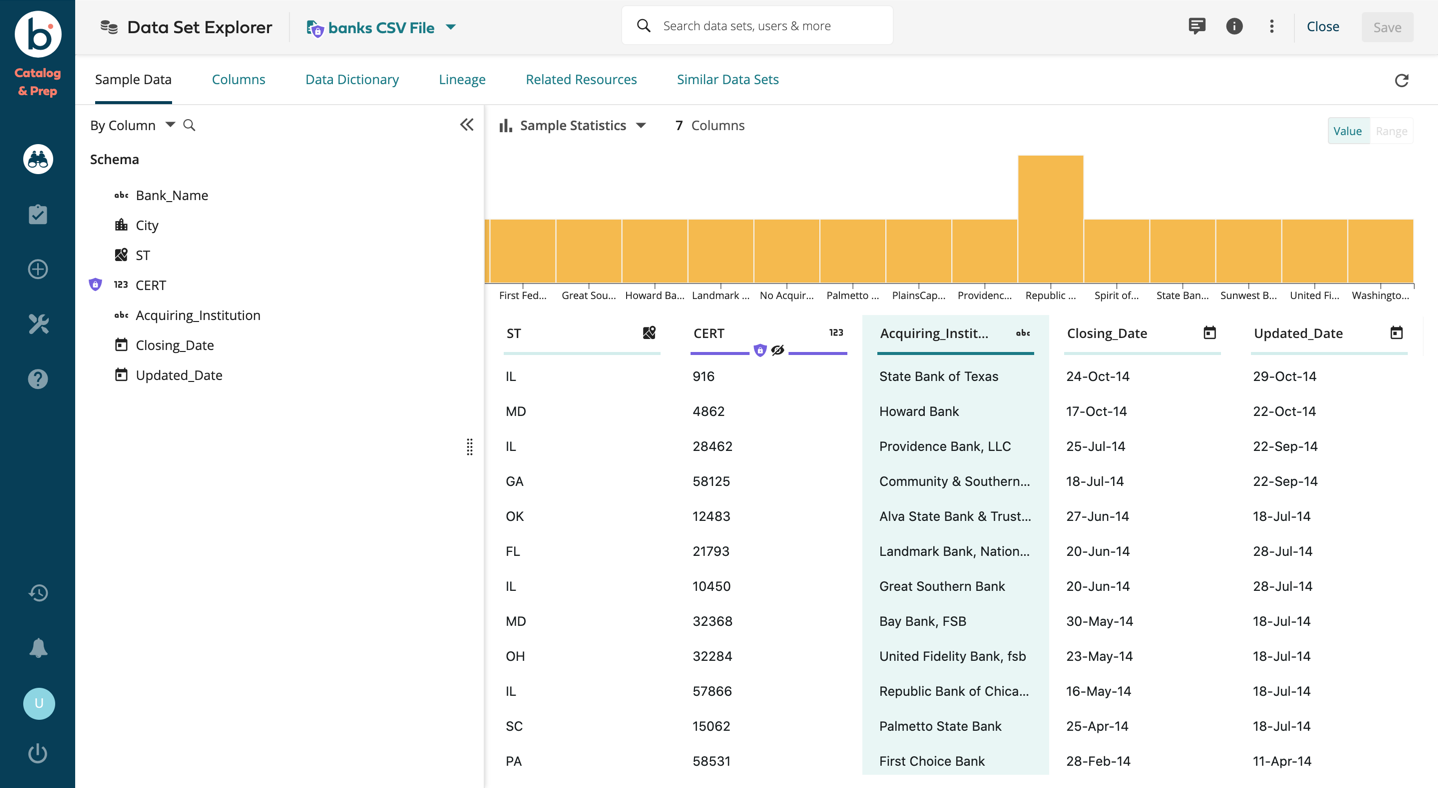 b
Data Set Explorer
banks CSV File
Search data sets, users & more
Close
Save
Catalog
& Prep
Sample Data
Columns
Data Dictionary
Lineage
Related Resources
Similar Data Sets
By Column
Sample Statistics
7 Columns
Value
Range
Schema
abc Bank_Name
City
ST
123 CERT
abc Acquiring_Institution
Closing_Date
Updated_Date
First Fed...
Great Sou...
Howard Ba...
Landmark ...
No Acquir...
Palmetto ...
PlainsCap...
Providenc...
Republic ...
Spirit of...
State Ban...
Sunwest B...
United Fi...
Washingto...
ST CERT 123 Acquiring_Instit... abc Closing_Date Updated_Date
IL 916 State Bank of Texas 24-Oct-14 29-Oct-14
MD 4862 Howard Bank 17-Oct-14 22-Oct-14
IL 28462 Providence Bank, LLC 25-Jul-14 22-Sep-14
GA 58125 Community & Southern... 18-Jul-14 22-Sep-14
OK 12483 Alva State Bank & Trust... 27-Jun-14 18-Jul-14
FL 21793 Landmark Bank, Nation... 20-Jun-14 28-Jul-14
IL 10450 Great Southern Bank 20-Jun-14 28-Jul-14
MD 32368 Bay Bank, FSB 30-May-14 18-Jul-14
OH 32284 United Fidelity Bank, fsb 23-May-14 18-Jul-14
IL 57866 Republic Bank of Chica... 16-May-14 18-Jul-14
SC 15062 Palmetto State Bank 25-Apr-14 18-Jul-14
PA 58531 First Choice Bank 28-Feb-14 11-Apr-14
U